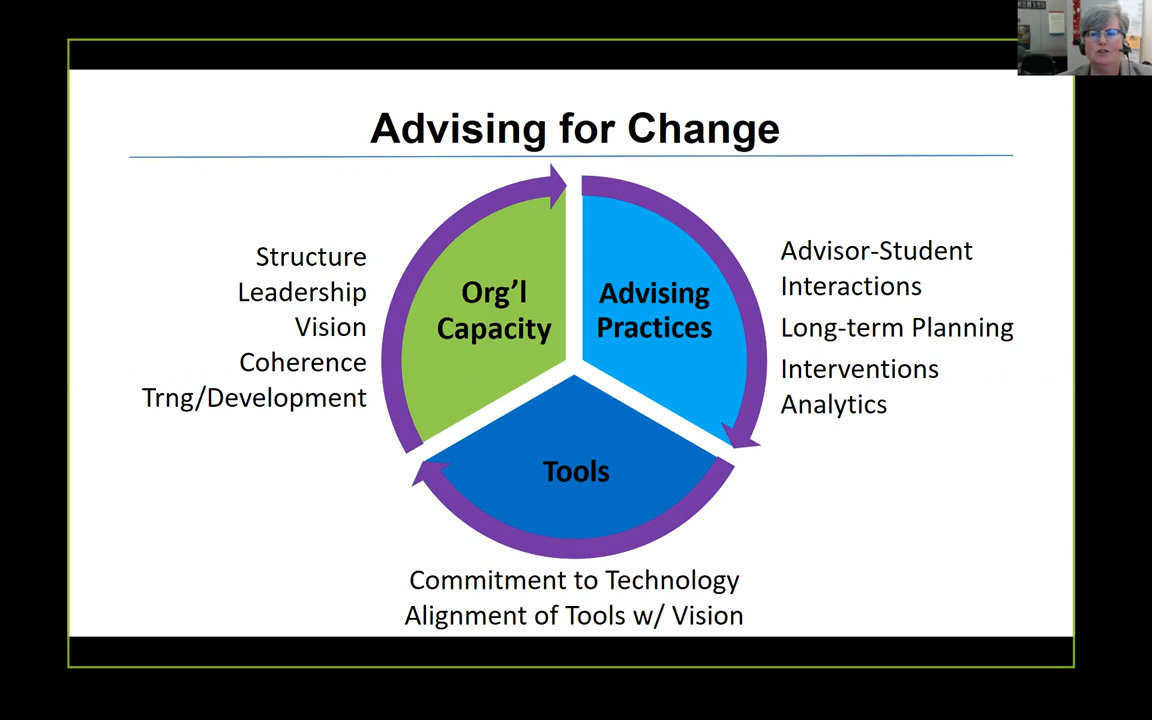 Advising for Change
Structure
Leadership
Vision
Coherence
Trng/Development
Org’l
Capacity
Advising
Practices
Advisor-Student
Interactions
Long-term Planning
Interventions
Analytics
Tools
Commitment to Technology
Alignment of Tools w/ Vision